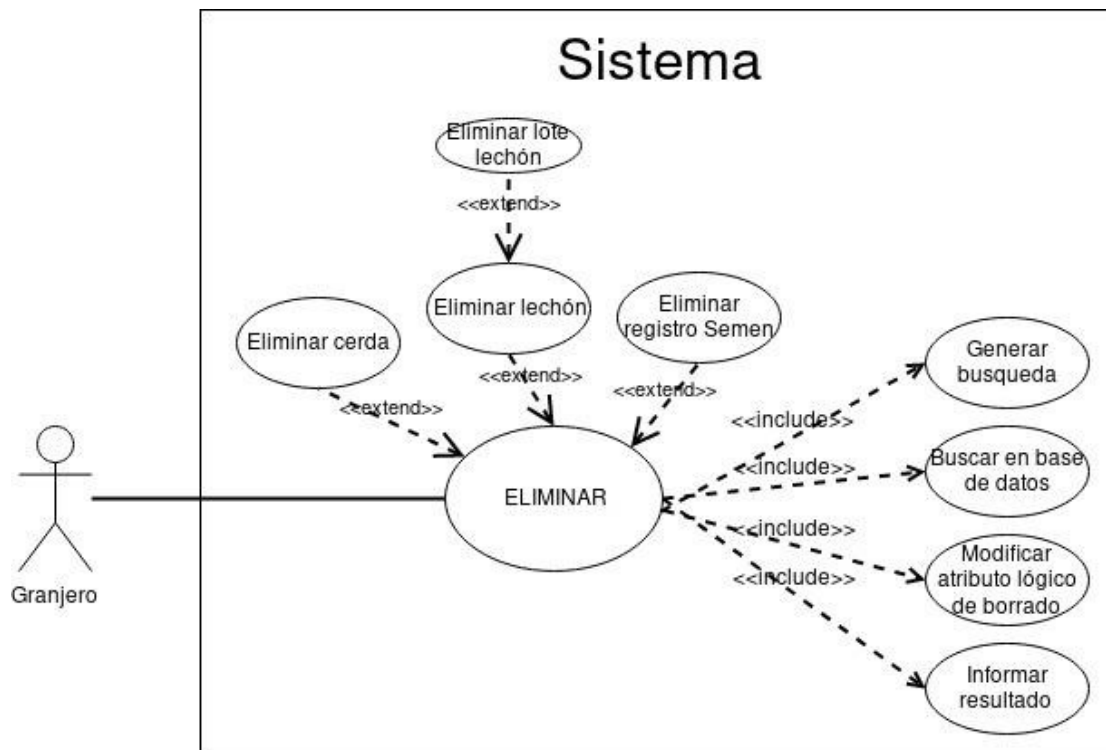 Sistema
Eliminar lote
lechón
<<extend>>
Eliminar lechón
Eliminar
registro Semen
Eliminar cerda
<<extend>>
<<extend>>
<<extend>>
Generar
busqueda
<<include>>
Buscar en base
de datos
<<include>>
ELIMINAR
<<include>>
Modificar
atributo lógico
de borrado
<<include>>
Granjero
Informar
resultado